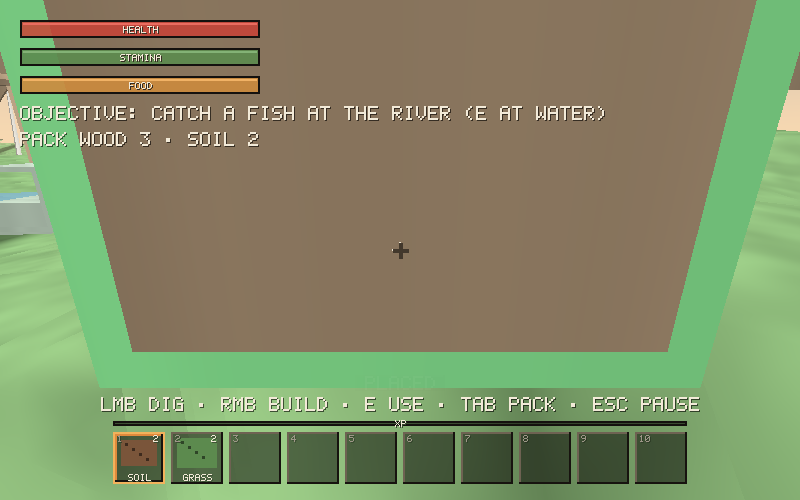 HEALTH
STAMINA
FOOD
OBJECTIVE: CATCH A FISH AT THE RIVER (E AT WATER)
PACK WOOD 3 · SOIL 2
LMB DIG · RMB BUILD · E USE · TAB PACK · ESC PAUSE
XP
1 2 2 2 3 4 5 6 7 8 9 10
SOIL GRASS